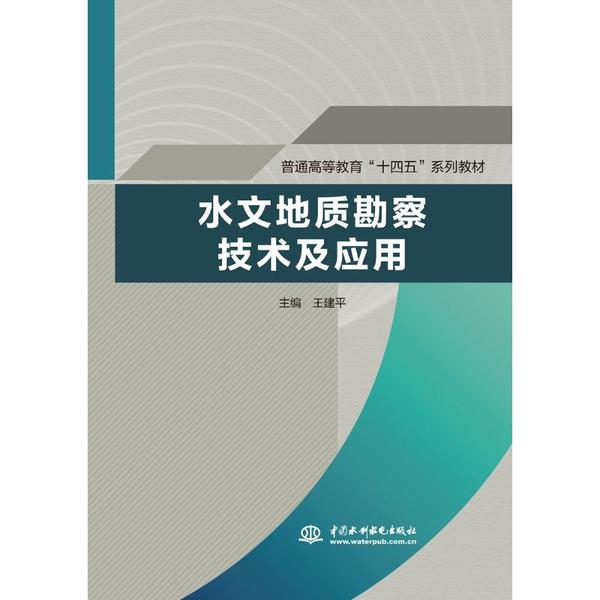 普通高等教育“十四五”系列教材
水文地质勘察
技术及应用
主编 王建平
中国水利水电出版社
www.waterpub.com.cn